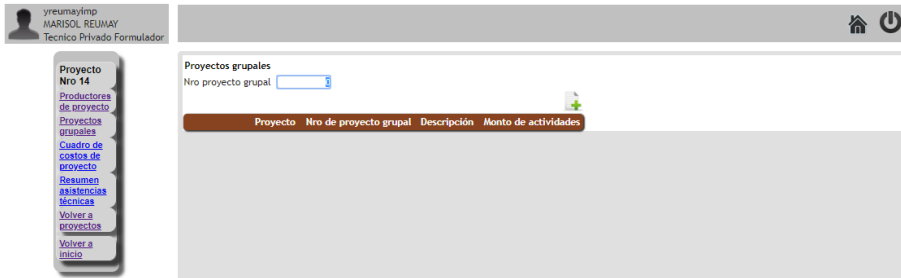 yreumayimp
MARISOL REUMAY
Tecnico Privado Formulador
Proyecto
Nro 14
Productores
de proyecto
Proyectos
grupales
Cuadro de
costos de
proyecto
Resumen
asistencias
técnicas
Volver a
proyectos
Volver a
inicio
Proyectos grupales
Nro proyecto grupal
Proyecto Nro de proyecto grupal Descripción Monto de actividades